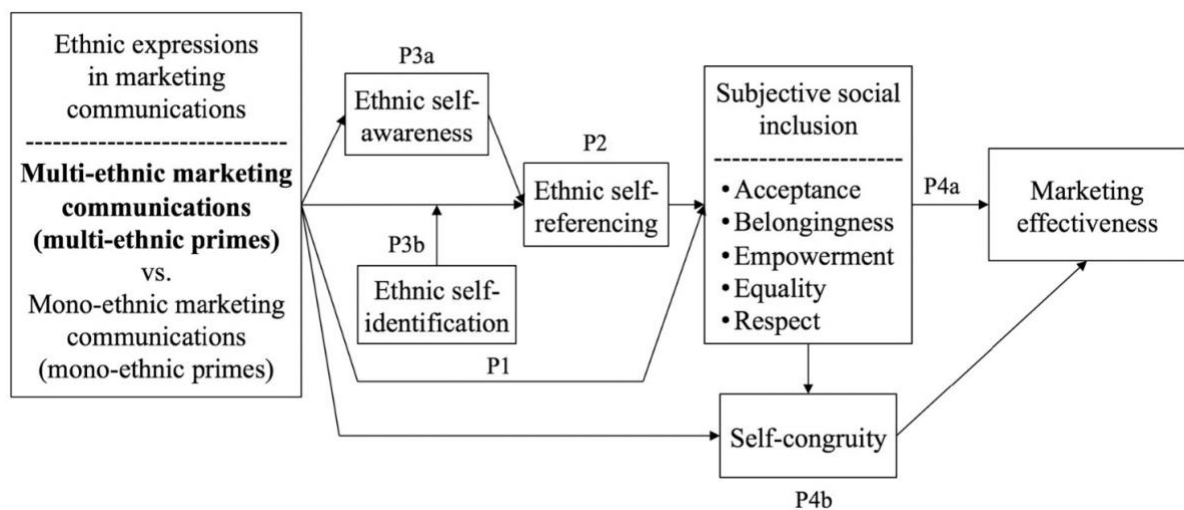 Ethnic expressions
in marketing
communications
Multi-ethnic marketing
communications
(multi-ethnic primes)
vs.
Mono-ethnic marketing
communications
(mono-ethnic primes)
P3a
Ethnic self-
awareness
P2
Ethnic self-
referencing
P3b
Ethnic self-
identification
P1
Subjective social
inclusion
•Acceptance
•Belongingness
•Empowerment
•Equality
•Respect
P4a
Marketing
effectiveness
Self-congruity
P4b